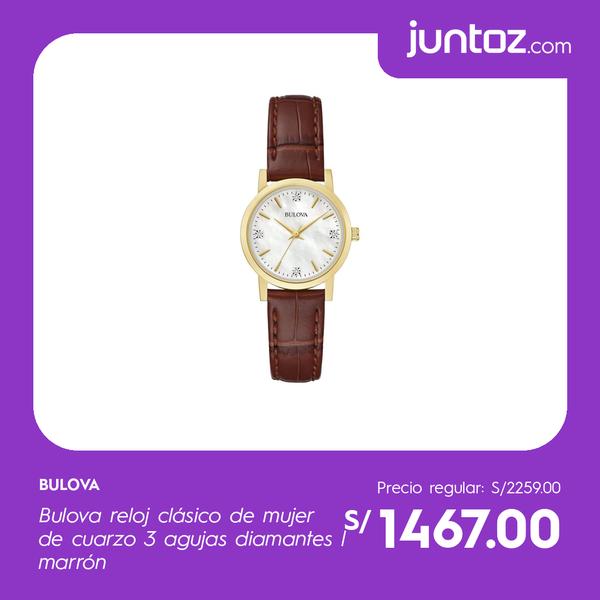 juntoz.com
BULOVA
BULOVA
Precio regular: S/2259.00
Bulova reloj clásico de mujer
de cuarzo 3 agujas diamantes
marrón
S/1467.00